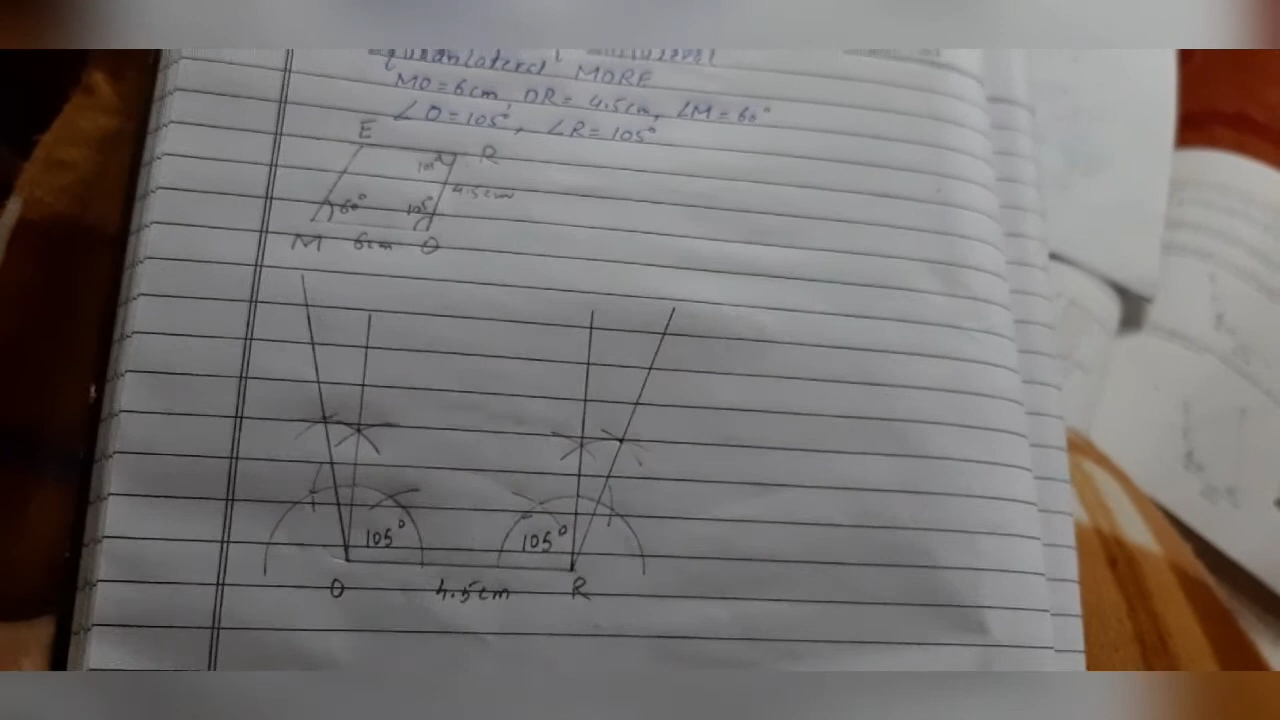 quadrilateral MORE
MO = 6cm, OR = 4.5cm, ∠M = 60°
∠O = 105°, ∠R = 105°
E R
105°
4.5cm
60° 105°
M 6cm O
105° 105°
O 4.5cm R